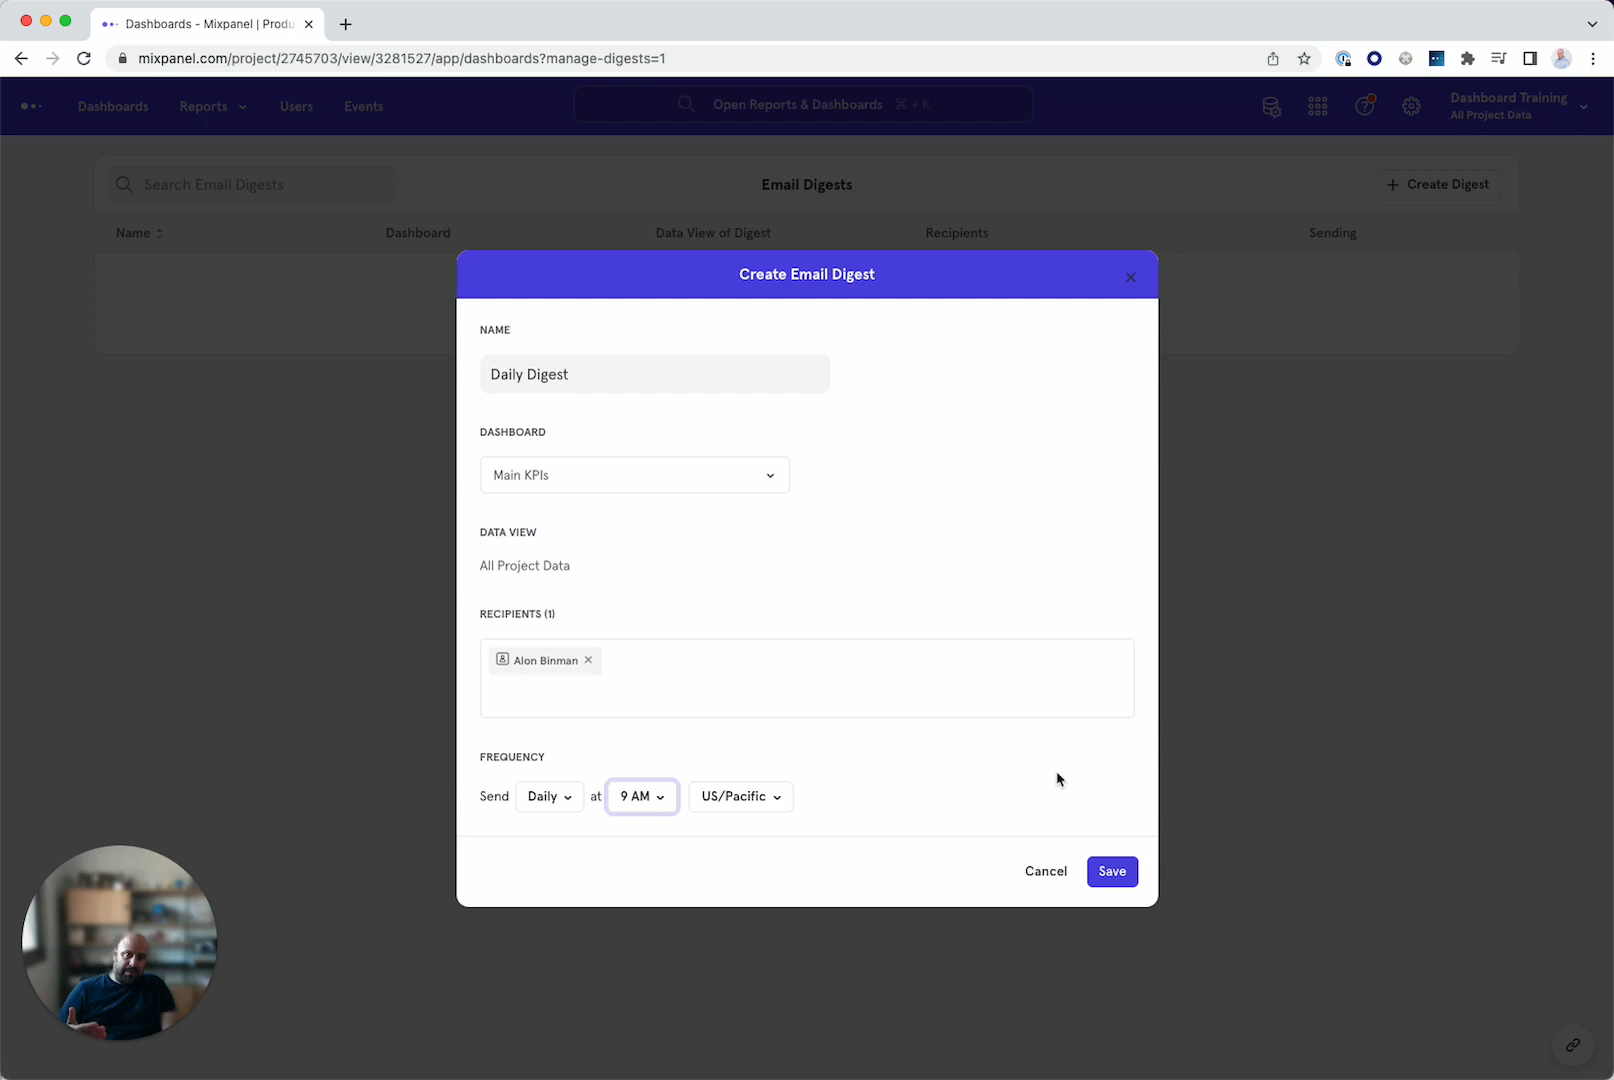 Dashboards - Mixpanel | Produ
mixpanel.com/project/2745703/view/3281527/app/dashboards?manage-digests=1
Dashboards Reports Users Events Open Reports & Dashboards ⌘ + K Dashboard Training
All Project Data
Search Email Digests Email Digests + Create Digest
Name Dashboard Data View of Digest Recipients Sending
Create Email Digest
NAME
Daily Digest
DASHBOARD
Main KPIs
DATA VIEW
All Project Data
RECIPIENTS (1)
Alon Binman
FREQUENCY
Send Daily at 9 AM US/Pacific
Cancel Save